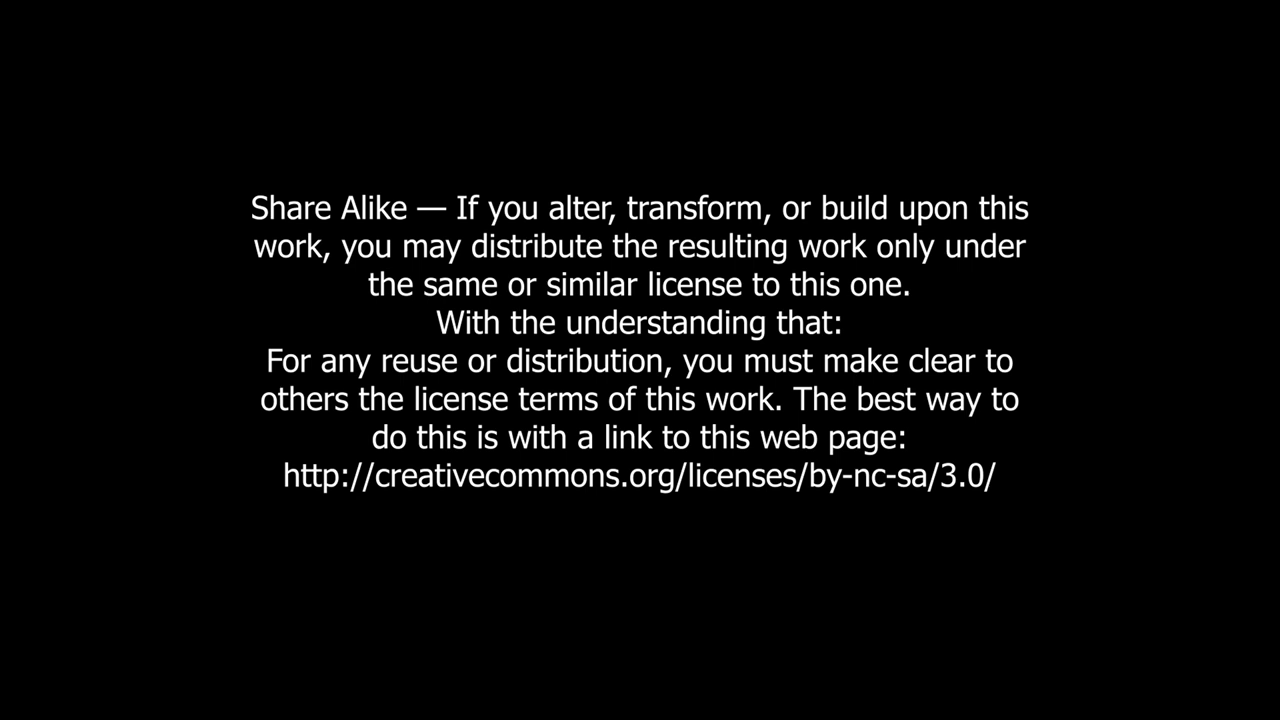 Share Alike — If you alter, transform, or build upon this
work, you may distribute the resulting work only under
the same or similar license to this one.
With the understanding that:
For any reuse or distribution, you must make clear to
others the license terms of this work. The best way to
do this is with a link to this web page:
http://creativecommons.org/licenses/by-nc-sa/3.0/